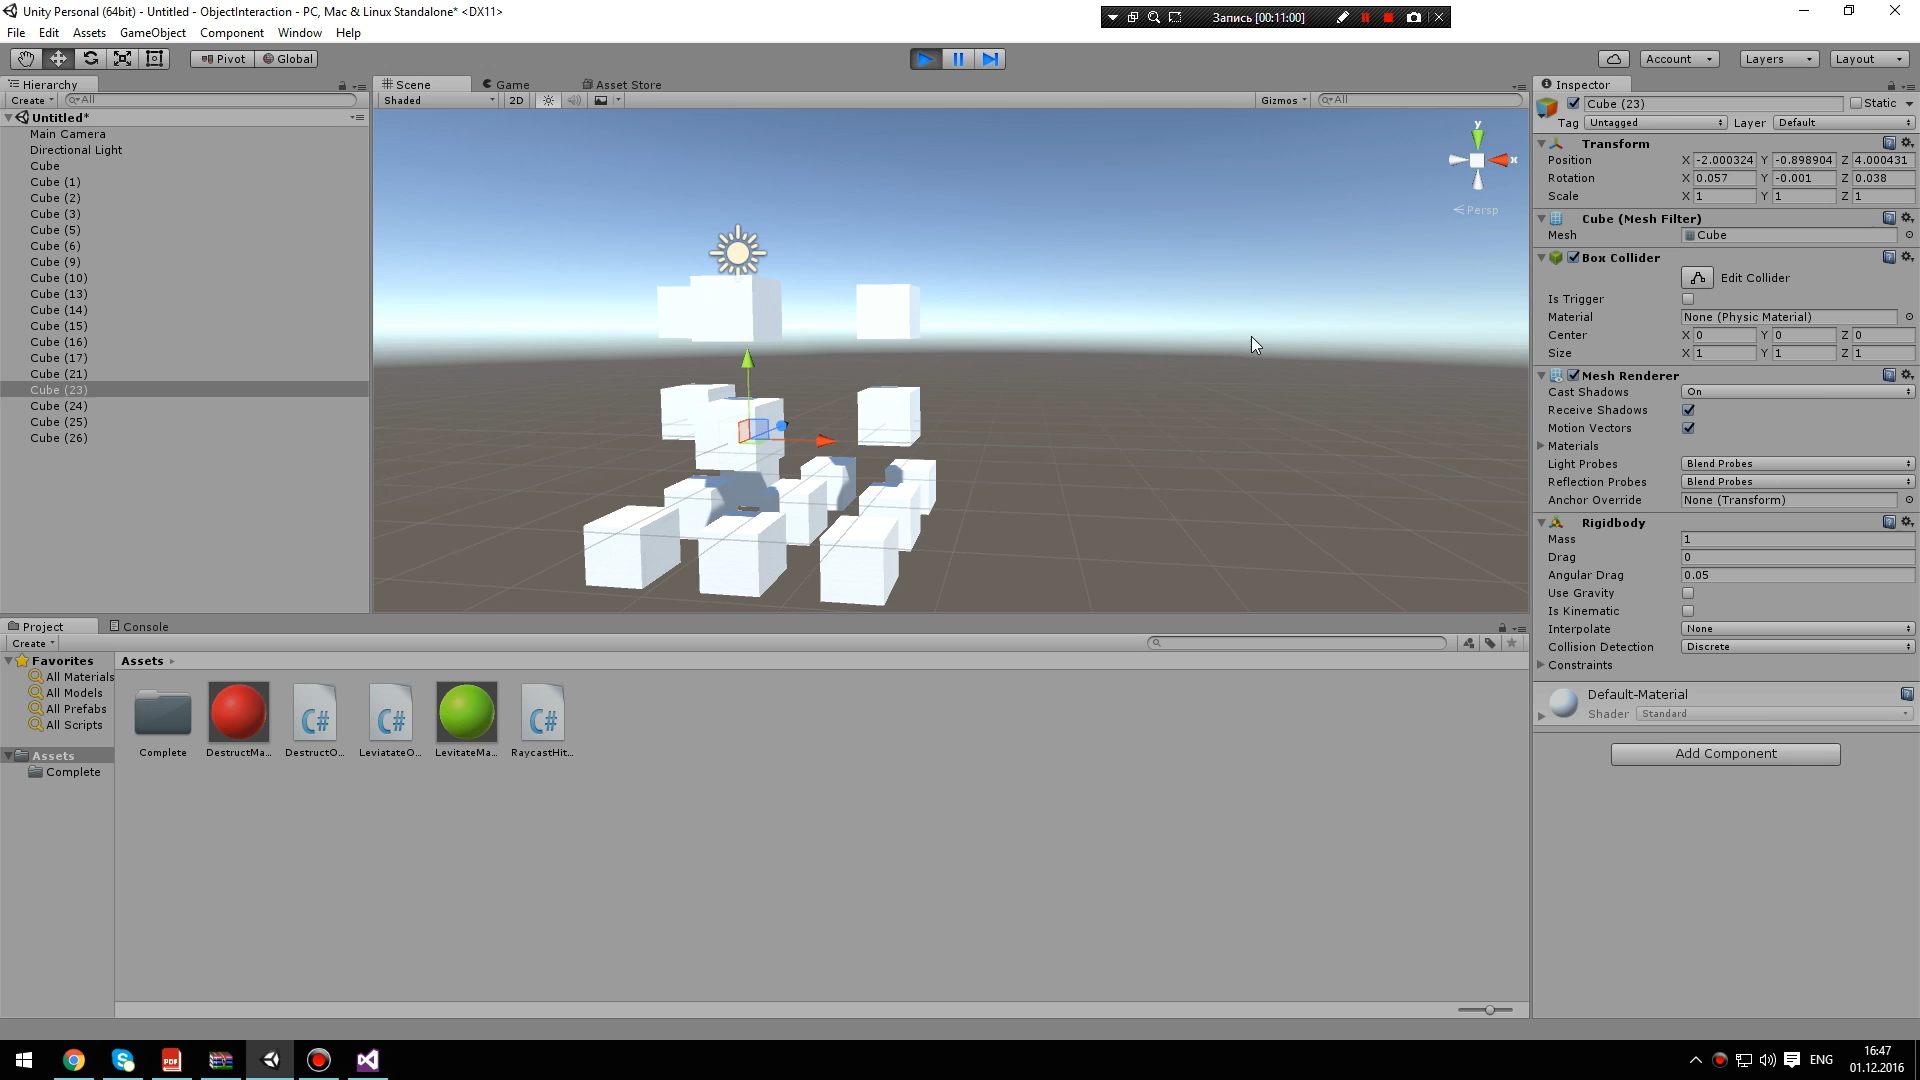 Unity Personal (64bit) - Untitled - ObjectInteraction - PC, Mac & Linux Standalone* <DX11>
Запись [00:11:00]
File Edit Assets GameObject Component Window Help
Pivot Global
Account Layers Layout
Hierarchy
Create All
Untitled*
Main Camera
Directional Light
Cube
Cube (1)
Cube (2)
Cube (3)
Cube (5)
Cube (6)
Cube (9)
Cube (10)
Cube (13)
Cube (14)
Cube (15)
Cube (16)
Cube (17)
Cube (21)
Cube (23)
Cube (24)
Cube (25)
Cube (26)
Scene Game Asset Store
Shaded 2D Gizmos All
y
x
Persp
Inspector
Cube (23) Static
Tag Untagged Layer Default
Transform
Position X -2.000324 Y -0.898904 Z 4.000431
Rotation X 0.057 Y -0.001 Z 0.038
Scale X 1 Y 1 Z 1
Cube (Mesh Filter)
Mesh Cube
Box Collider
Edit Collider
Is Trigger
Material None (Physic Material)
Center X 0 Y 0 Z 0
Size X 1 Y 1 Z 1
Mesh Renderer
Cast Shadows On
Receive Shadows
Motion Vectors
Materials
Light Probes Blend Probes
Reflection Probes Blend Probes
Anchor Override None (Transform)
Rigidbody
Mass 1
Drag 0
Angular Drag 0.05
Use Gravity
Is Kinematic
Interpolate None
Collision Detection Discrete
Constraints
Default-Material
Shader Standard
Add Component
Project Console
Create
Favorites
All Materials
All Models
All Prefabs
All Scripts
Assets
Complete
Assets
Complete DestructMa... DestructO... LeviatateO... LevitateMa... RaycastHit...
C# C# C#
PDF
ENG
16:47
01.12.2016